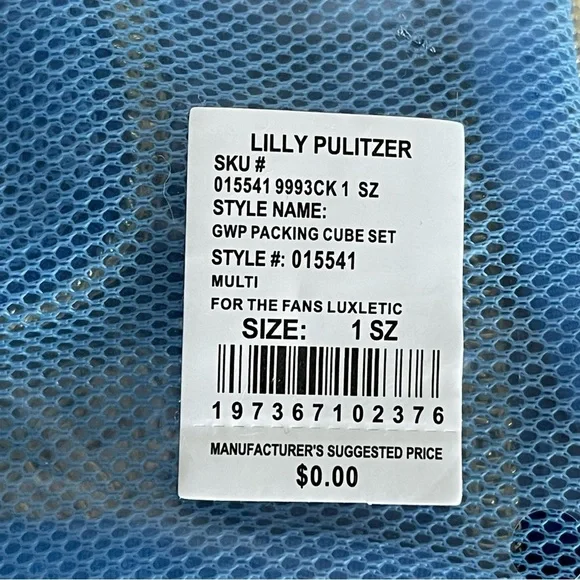 LILLY PULITZER
SKU #
015541 9993CK 1 SZ
STYLE NAME:
GWP PACKING CUBE SET
STYLE #: 015541
MULTI
FOR THE FANS LUXLETIC
SIZE: 1 SZ
197367102376
MANUFACTURER'S SUGGESTED PRICE
$0.00